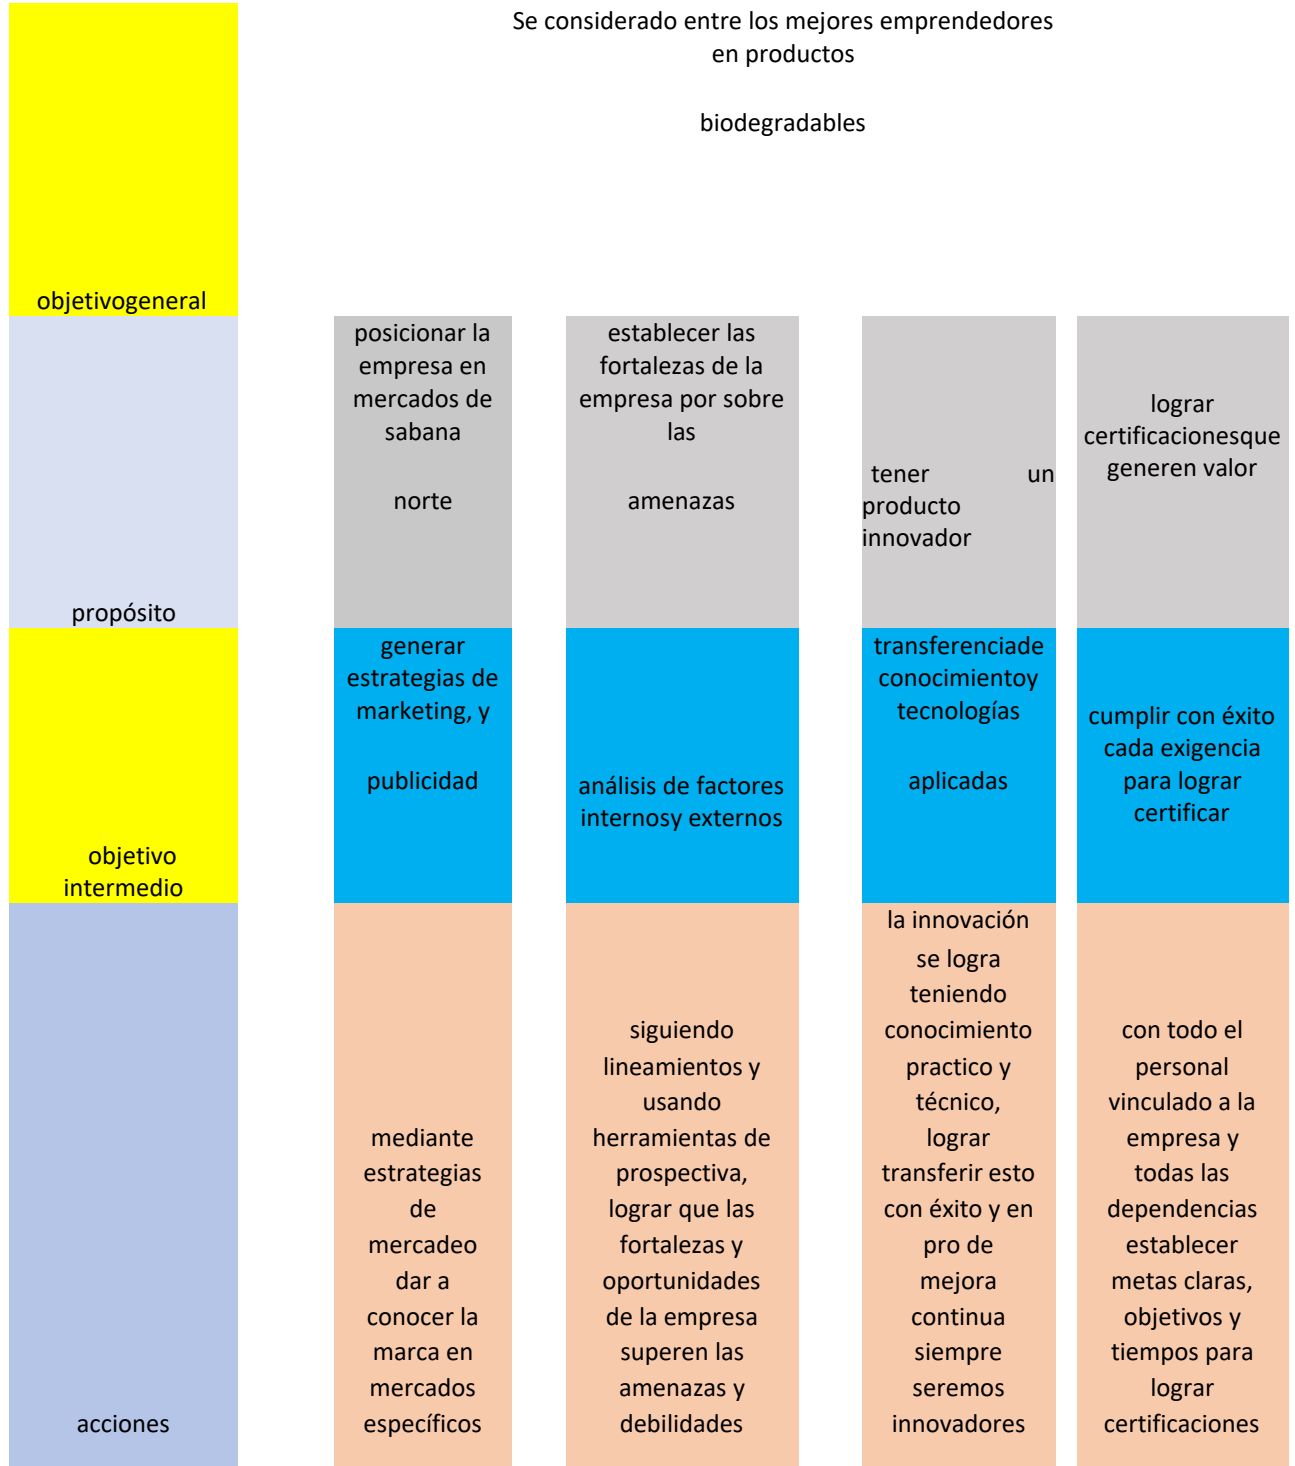 Se considerado entre los mejores emprendedores
en productos
biodegradables
objetivogeneral
posicionar la
empresa en
mercados de
sabana
norte
establecer las
fortalezas de la
empresa por sobre
las
amenazas
tener un
producto
innovador
lograr
certificacionesque
generen valor
propósito
generar
estrategias de
marketing, y
publicidad
análisis de factores
internosy externos
transferenciade
conocimientoy
tecnologías
aplicadas
cumplir con éxito
cada exigencia
para lograr
certificar
objetivo
intermedio
mediante
estrategias
de
mercadeo
dar a
conocer la
marca en
mercados
específicos
siguiendo
lineamientos y
usando
herramientas de
prospectiva,
lograr que las
fortalezas y
oportunidades
de la empresa
superen las
amenazas y
debilidades
la innovación
se logra
teniendo
conocimiento
practico y
técnico,
lograr
transferir esto
con éxito y en
pro de
mejora
continua
siempre
seremos
innovadores
con todo el
personal
vinculado a la
empresa y
todas las
dependencias
establecer
metas claras,
objetivos y
tiempos para
lograr
certificaciones
acciones